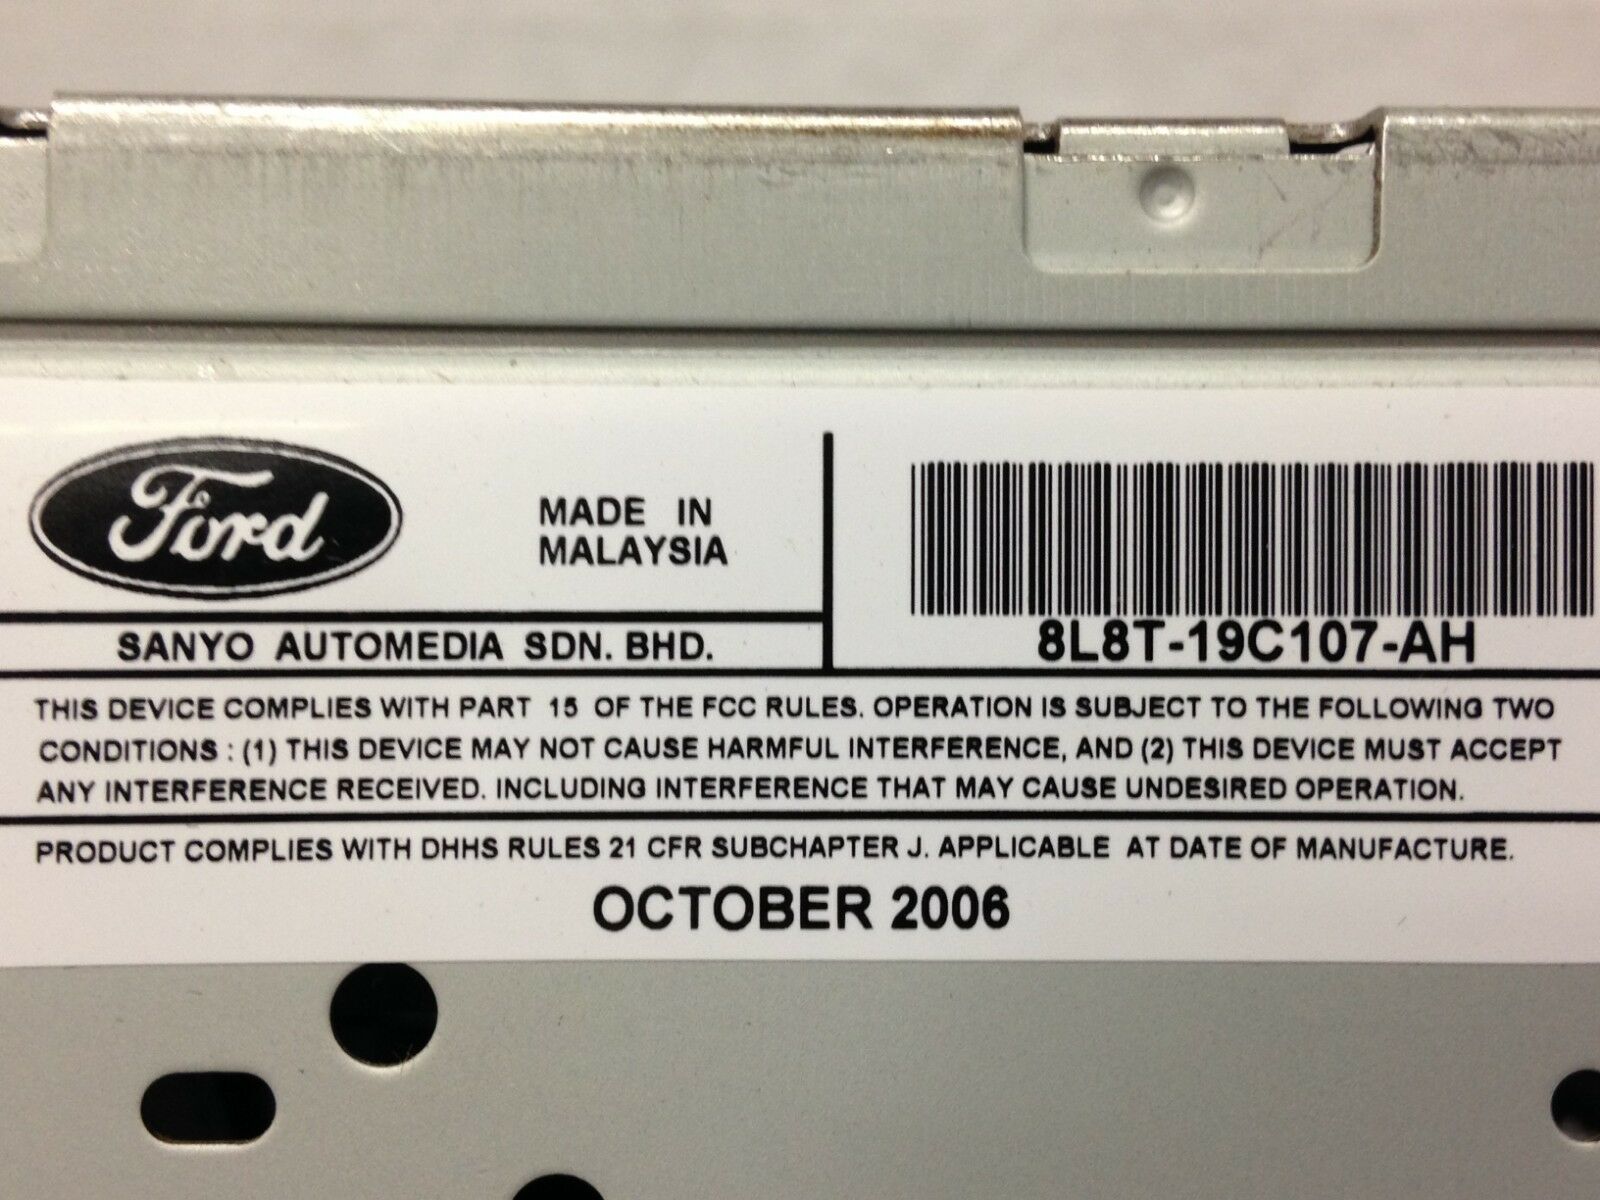 Ford
MADE IN
MALAYSIA
SANYO AUTOMEDIA SDN. BHD.
8L8T-19C107-AH
THIS DEVICE COMPLIES WITH PART 15 OF THE FCC RULES. OPERATION IS SUBJECT TO THE FOLLOWING TWO
CONDITIONS : (1) THIS DEVICE MAY NOT CAUSE HARMFUL INTERFERENCE, AND (2) THIS DEVICE MUST ACCEPT
ANY INTERFERENCE RECEIVED. INCLUDING INTERFERENCE THAT MAY CAUSE UNDESIRED OPERATION.
PRODUCT COMPLIES WITH DHHS RULES 21 CFR SUBCHAPTER J. APPLICABLE AT DATE OF MANUFACTURE.
OCTOBER 2006